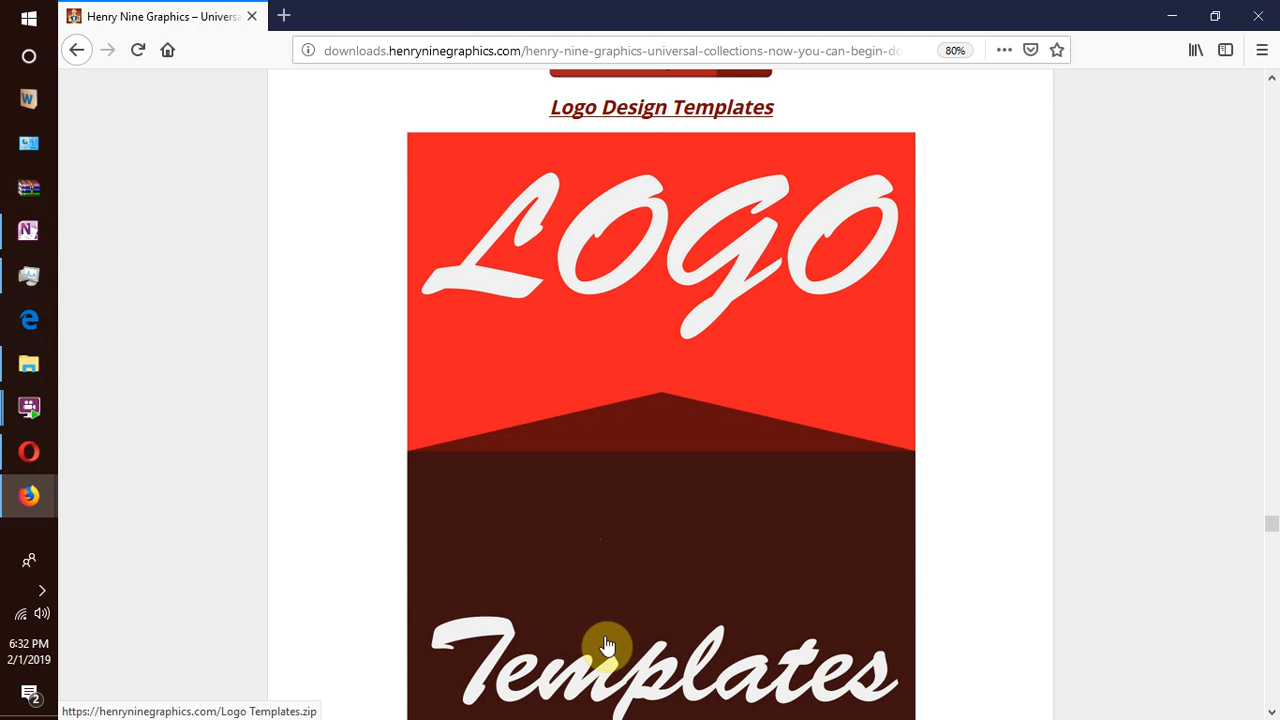 Henry Nine Graphics – Univers
downloads.henryninegraphics.com/henry-nine-graphics-universal-collections-now-you-can-begin-do
80%
Logo Design Templates
LOGO
Templates
6:32 PM
2/1/2019
2
https://henryninegraphics.com/Logo Templates.zip